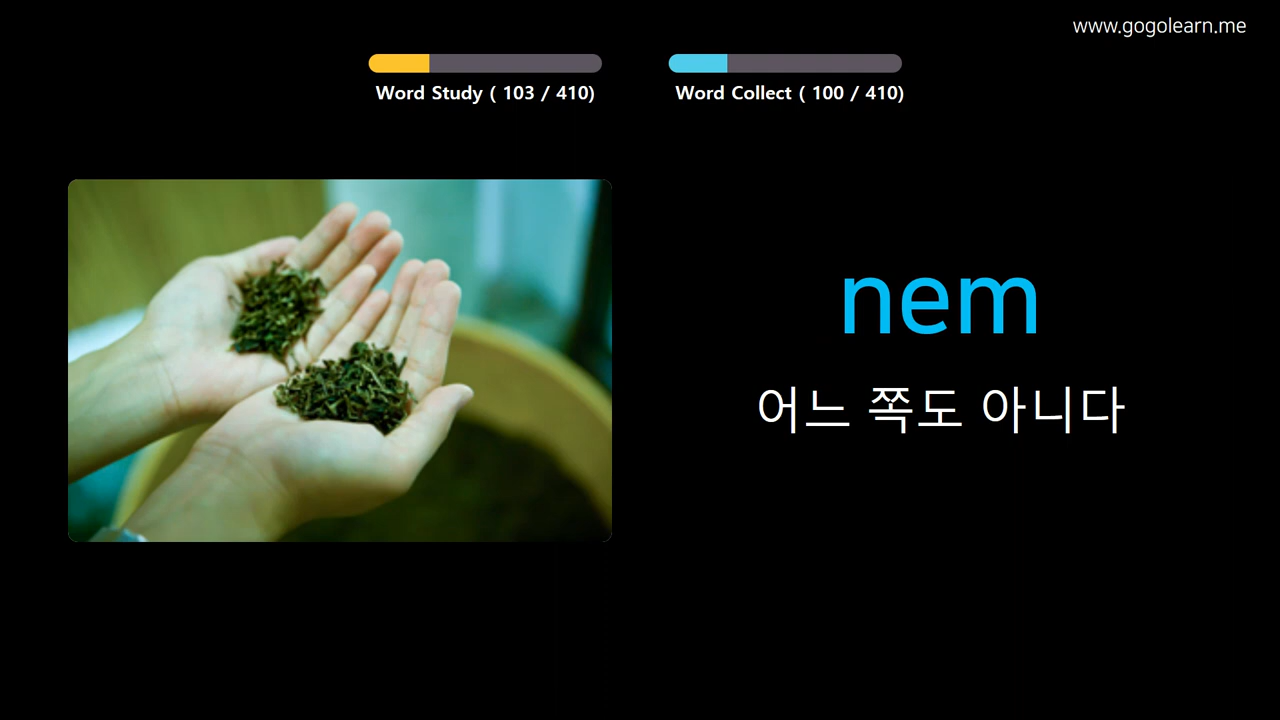 www.gogolearn.me
Word Study ( 103 / 410)
Word Collect ( 100 / 410)
nem
어느 쪽도 아니다